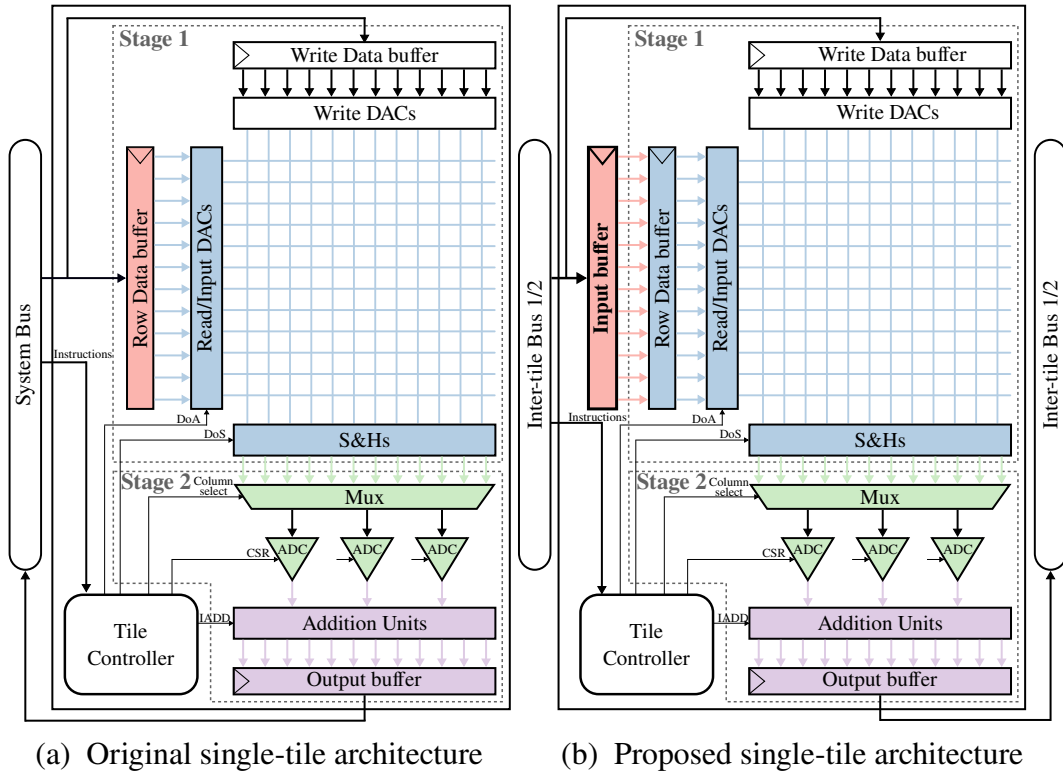 Stage 1
Write Data buffer
Write DACs
System Bus
Row Data buffer
Read/Input DACs
Instructions
DoA
DoS
S&Hs
Stage 2
Column
select
Mux
CSR
ADC
ADC
ADC
Tile
Controller
IADD
Addition Units
Output buffer
(a) Original single-tile architecture
Stage 1
Write Data buffer
Write DACs
Inter-tile Bus 1/2
Input buffer
Row Data buffer
Read/Input DACs
Inter-tile Bus 1/2
Instructions
DoA
DoS
S&Hs
Stage 2
Column
select
Mux
CSR
ADC
ADC
ADC
Tile
Controller
IADD
Addition Units
Output buffer
(b) Proposed single-tile architecture